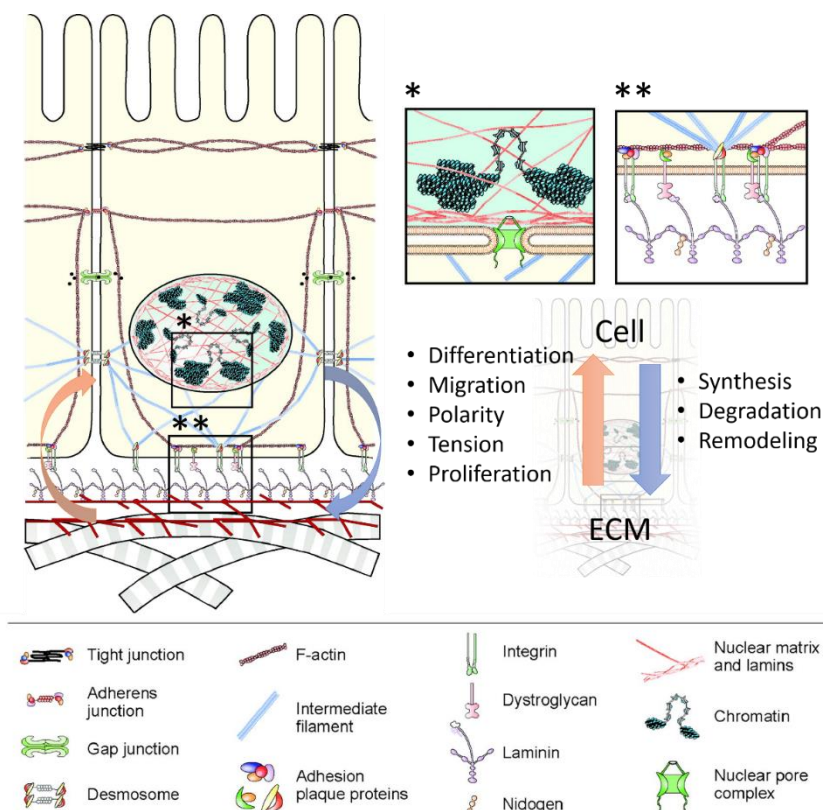 *
**
*
**
Cell
• Differentiation
• Migration
• Polarity
• Tension
• Proliferation
• Synthesis
• Degradation
• Remodeling
ECM
Tight junction
Adherens
junction
Gap junction
Desmosome
F-actin
Intermediate
filament
Adhesion
plaque proteins
Integrin
Dystroglycan
Laminin
Nidogen
Nuclear matrix
and lamins
Chromatin
Nuclear pore
complex